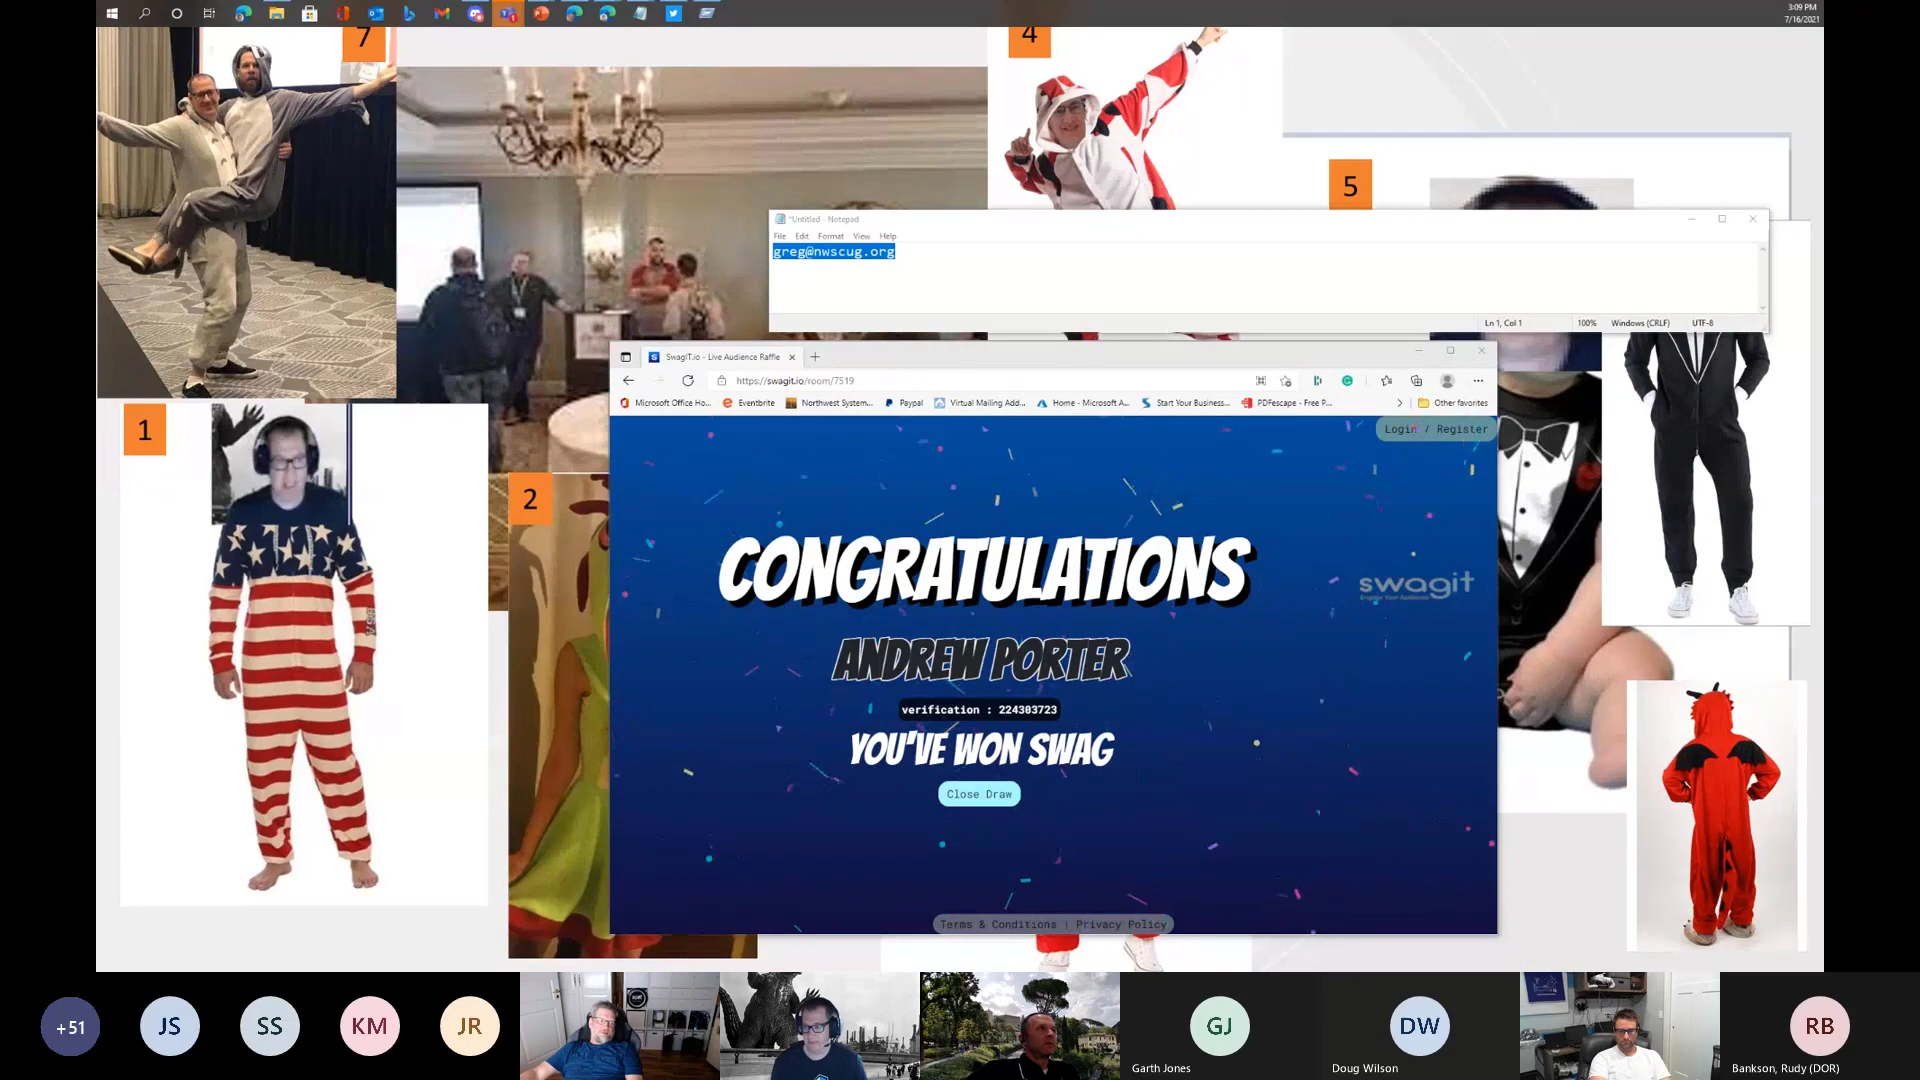 3:09 PM
7/16/2021
7
4
5
*Untitled - Notepad
File Edit Format View Help
greg@nwscug.org
Ln 1, Col 1 100% Windows (CRLF) UTF-8
SwagIT.io - Live Audience Raffle
https://swagit.io/room/7519
Microsoft Office Ho... Eventbrite Northwest System... Paypal Virtual Mailing Add... Home - Microsoft A... Start Your Business... PDFescape - Free P... Other favorites
Login / Register
1
2
CONGRATULATIONS
swagit
ANDREW PORTER
verification : 224303723
YOU'VE WON SWAG
Close Draw
Terms & Conditions | Privacy Policy
USA
+51
JS
SS
KM
JR
GJ
DW
RB
Garth Jones
Doug Wilson
Bankson, Rudy (DOR)